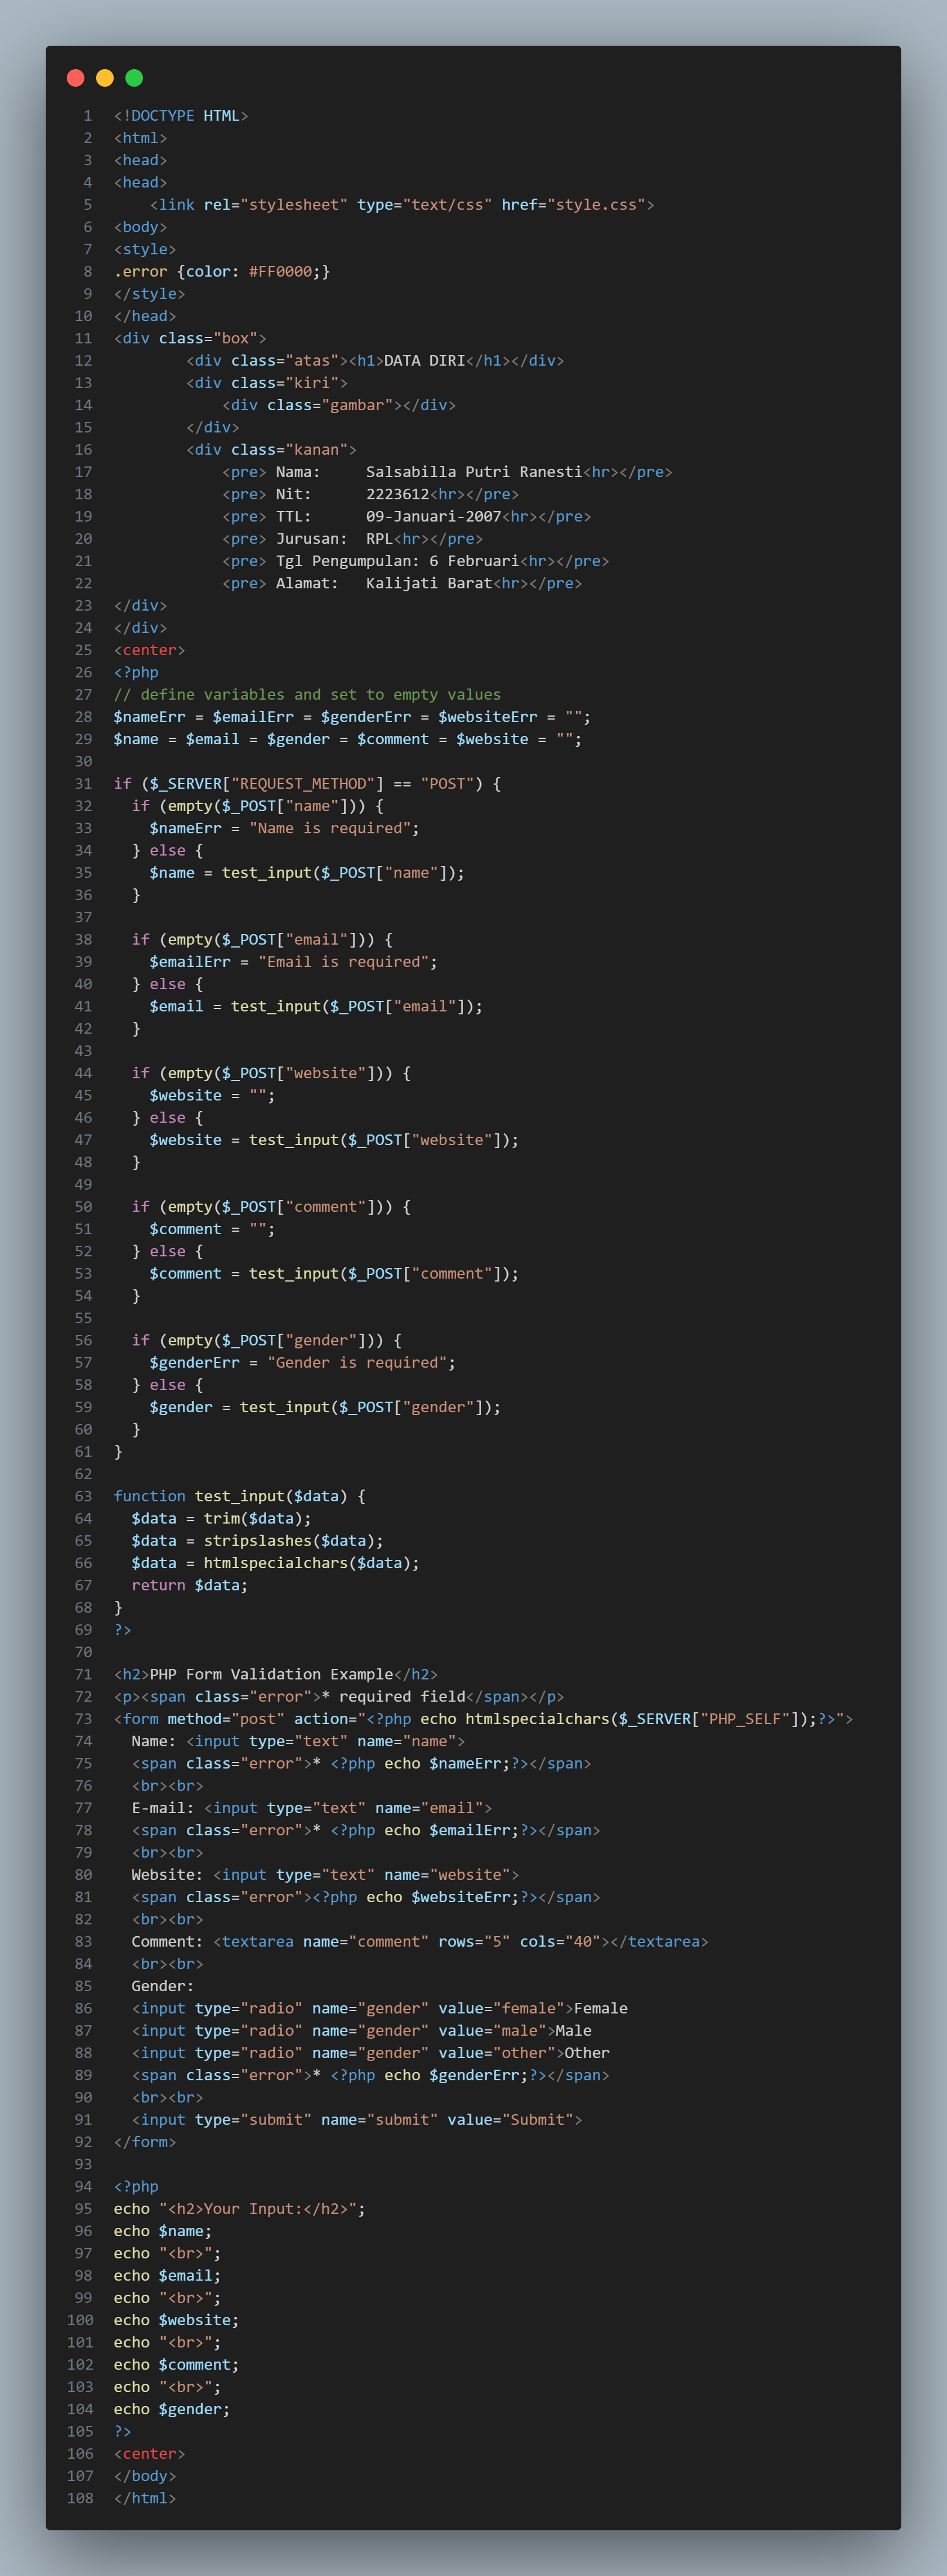 1 <!DOCTYPE HTML>
2 <html>
3 <head>
4 <head>
5     <link rel="stylesheet" type="text/css" href="style.css">
6 <body>
7 <style>
8 .error {color: #FF0000;}
9 </style>
10 </head>
11 <div class="box">
12         <div class="atas"><h1>DATA DIRI</h1></div>
13         <div class="kiri">
14             <div class="gambar"></div>
15         </div>
16         <div class="kanan">
17             <pre> Nama:     Salsabilla Putri Ranesti<hr></pre>
18             <pre> Nit:      2223612<hr></pre>
19             <pre> TTL:      09-Januari-2007<hr></pre>
20             <pre> Jurusan:  RPL<hr></pre>
21             <pre> Tgl Pengumpulan: 6 Februari<hr></pre>
22             <pre> Alamat:   Kalijati Barat<hr></pre>
23 </div>
24 </div>
25 <center>
26 <?php
27 // define variables and set to empty values
28 $nameErr = $emailErr = $genderErr = $websiteErr = "";
29 $name = $email = $gender = $comment = $website = "";
30
31 if ($_SERVER["REQUEST_METHOD"] == "POST") {
32   if (empty($_POST["name"])) {
33     $nameErr = "Name is required";
34   } else {
35     $name = test_input($_POST["name"]);
36   }
37
38   if (empty($_POST["email"])) {
39     $emailErr = "Email is required";
40   } else {
41     $email = test_input($_POST["email"]);
42   }
43
44   if (empty($_POST["website"])) {
45     $website = "";
46   } else {
47     $website = test_input($_POST["website"]);
48   }
49
50   if (empty($_POST["comment"])) {
51     $comment = "";
52   } else {
53     $comment = test_input($_POST["comment"]);
54   }
55
56   if (empty($_POST["gender"])) {
57     $genderErr = "Gender is required";
58   } else {
59     $gender = test_input($_POST["gender"]);
60   }
61 }
62
63 function test_input($data) {
64   $data = trim($data);
65   $data = stripslashes($data);
66   $data = htmlspecialchars($data);
67   return $data;
68 }
69 ?>
70
71 <h2>PHP Form Validation Example</h2>
72 <p><span class="error">* required field</span></p>
73 <form method="post" action="<?php echo htmlspecialchars($_SERVER["PHP_SELF"]);?>">
74   Name: <input type="text" name="name">
75   <span class="error">* <?php echo $nameErr;?></span>
76   <br><br>
77   E-mail: <input type="text" name="email">
78   <span class="error">* <?php echo $emailErr;?></span>
79   <br><br>
80   Website: <input type="text" name="website">
81   <span class="error"><?php echo $websiteErr;?></span>
82   <br><br>
83   Comment: <textarea name="comment" rows="5" cols="40"></textarea>
84   <br><br>
85   Gender:
86   <input type="radio" name="gender" value="female">Female
87   <input type="radio" name="gender" value="male">Male
88   <input type="radio" name="gender" value="other">Other
89   <span class="error">* <?php echo $genderErr;?></span>
90   <br><br>
91   <input type="submit" name="submit" value="Submit">
92 </form>
93
94 <?php
95 echo "<h2>Your Input:</h2>";
96 echo $name;
97 echo "<br>";
98 echo $email;
99 echo "<br>";
100 echo $website;
101 echo "<br>";
102 echo $comment;
103 echo "<br>";
104 echo $gender;
105 ?>
106 <center>
107 </body>
108 </html>